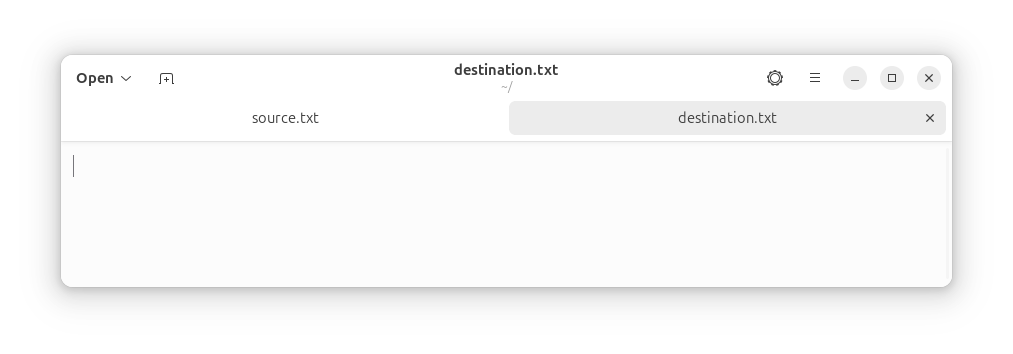 Open
destination.txt
~/
source.txt
destination.txt